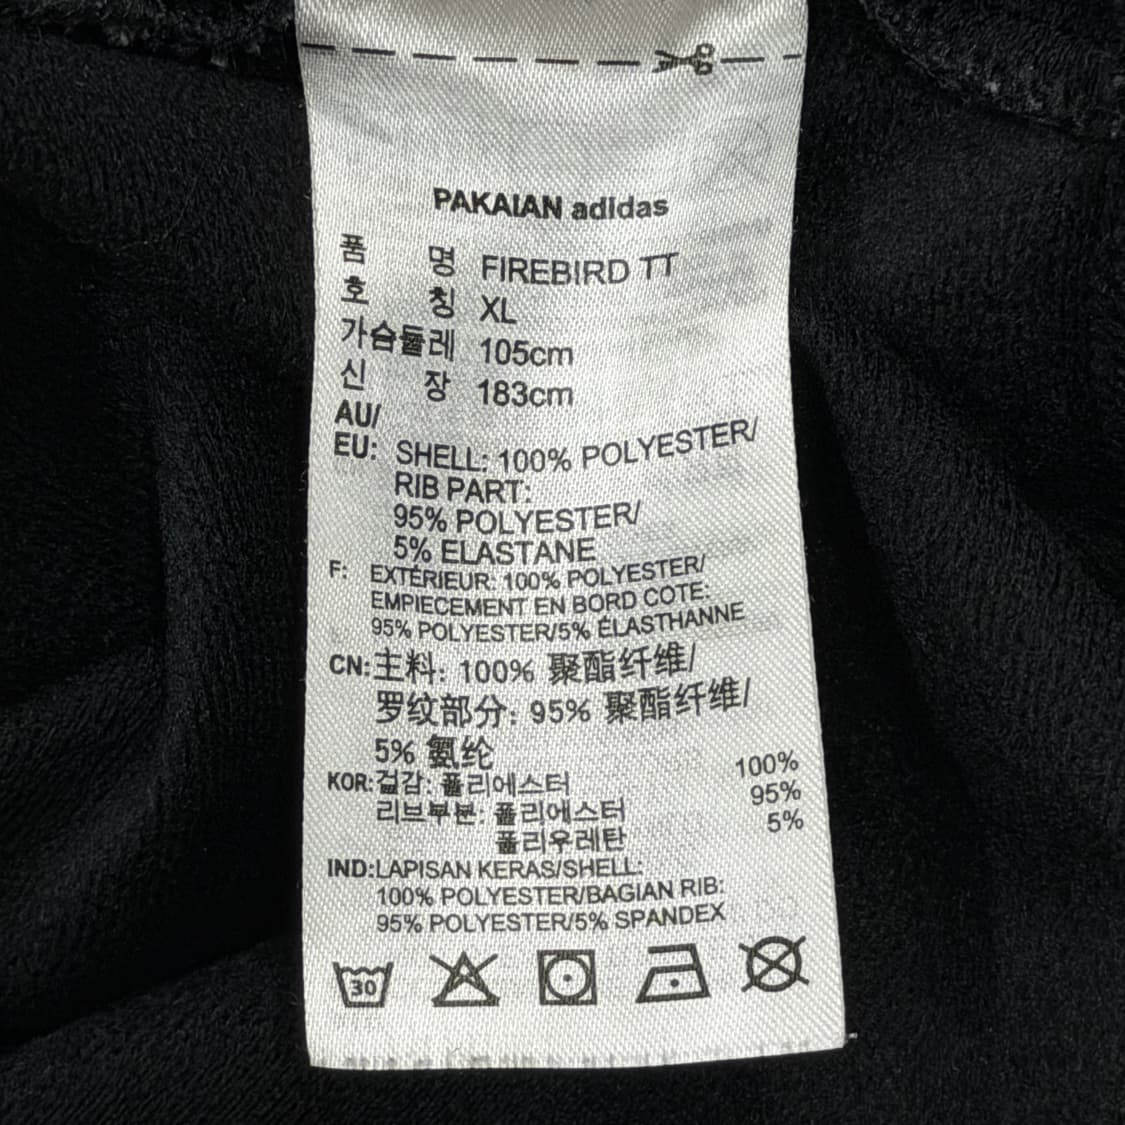 PAKAIAN adidas
품 명 FIREBIRD TT
호 칭 XL
가슴둘레 105cm
신 장 183cm
AU/
EU: SHELL: 100% POLYESTER/
RIB PART:
95% POLYESTER/
5% ELASTANE
F: EXTÉRIEUR: 100% POLYESTER/
EMPIECEMENT EN BORD COTE:
95% POLYESTER/5% ÉLASTHANNE
CN: 主料: 100% 聚酯纤维/
罗纹部分: 95% 聚酯纤维/
5% 氨纶
KOR: 겉감: 폴리에스터 100%
리브부분: 폴리에스터 95%
폴리우레탄 5%
IND: LAPISAN KERAS/SHELL:
100% POLYESTER/BAGIAN RIB:
95% POLYESTER/5% SPANDEX
30